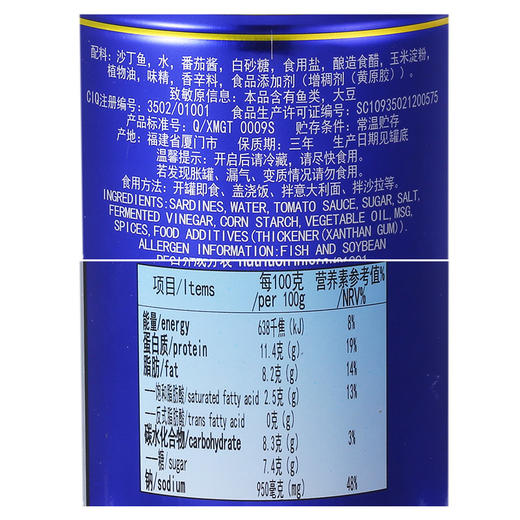 配料：沙丁鱼，水，番茄酱，白砂糖，食用盐，酿造食醋，玉米淀粉，
植物油，味精，香辛料，食品添加剂（增稠剂（黄原胶））。
致敏原信息：本品含有鱼类，大豆
CIQ注册编号：3502/01001 食品生产许可证编号：SC10935021200575
产品标准号：Q/XMGT 0009S 贮存条件：常温贮存
产地：福建省厦门市 保质期：三年 生产日期见罐底
温馨提示：开启后请冷藏，请尽快食用。
若发现胀罐、漏气、变质情况请勿食用。
食用方法：开罐即食、盖浇饭、拌意大利面、拌沙拉等。
INGREDIENTS:SARDINES, WATER, TOMATO SAUCE, SUGAR, SALT,
FERMENTED VINEGAR, CORN STARCH, VEGETABLE OIL, MSG,
SPICES, FOOD ADDITIVES(THICKENER(XANTHAN GUM)).
ALLERGEN INFORMATION:FISH AND SOYBEAN
项目/Items 每100克/per 100g 营养素参考值%/NRV%
能量/energy 638千焦(kJ) 8%
蛋白质/protein 11.4克(g) 19%
脂肪/fat 8.2克(g) 14%
—饱和脂肪酸/saturated fatty acid 2.5克(g) 13%
—反式脂肪酸/trans fatty acid 0克(g)
碳水化合物/carbohydrate 8.3克(g) 3%
—糖/sugar 7.4克(g)
钠/sodium 950毫克(mg) 48%